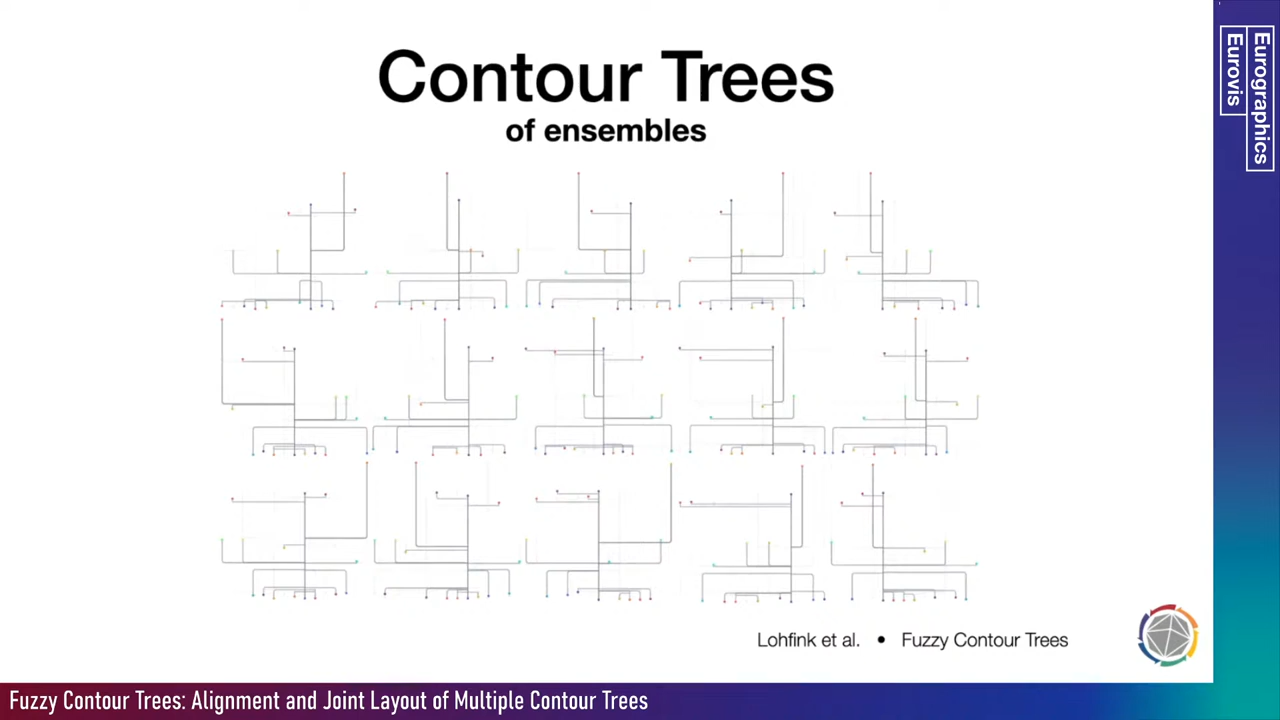 Contour Trees
of ensembles
Lohfink et al. • Fuzzy Contour Trees
Fuzzy Contour Trees: Alignment and Joint Layout of Multiple Contour Trees
Eurographics
Eurovis